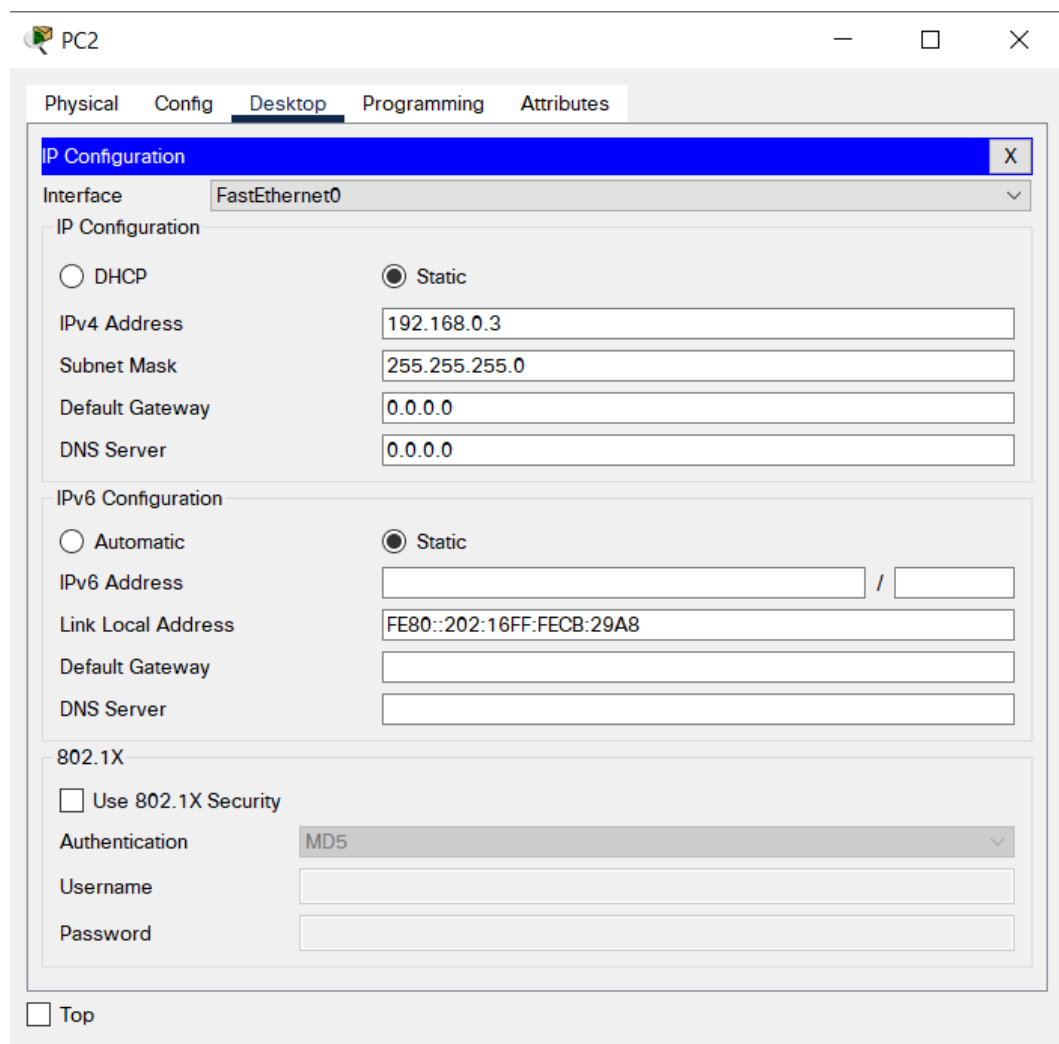 PC2
Physical Config Desktop Programming Attributes
IP Configuration X
Interface FastEthernet0
IP Configuration
DHCP Static
IPv4 Address 192.168.0.3
Subnet Mask 255.255.255.0
Default Gateway 0.0.0.0
DNS Server 0.0.0.0
IPv6 Configuration
Automatic Static
IPv6 Address /
Link Local Address FE80::202:16FF:FECB:29A8
Default Gateway
DNS Server
802.1X
Use 802.1X Security
Authentication MD5
Username
Password
Top